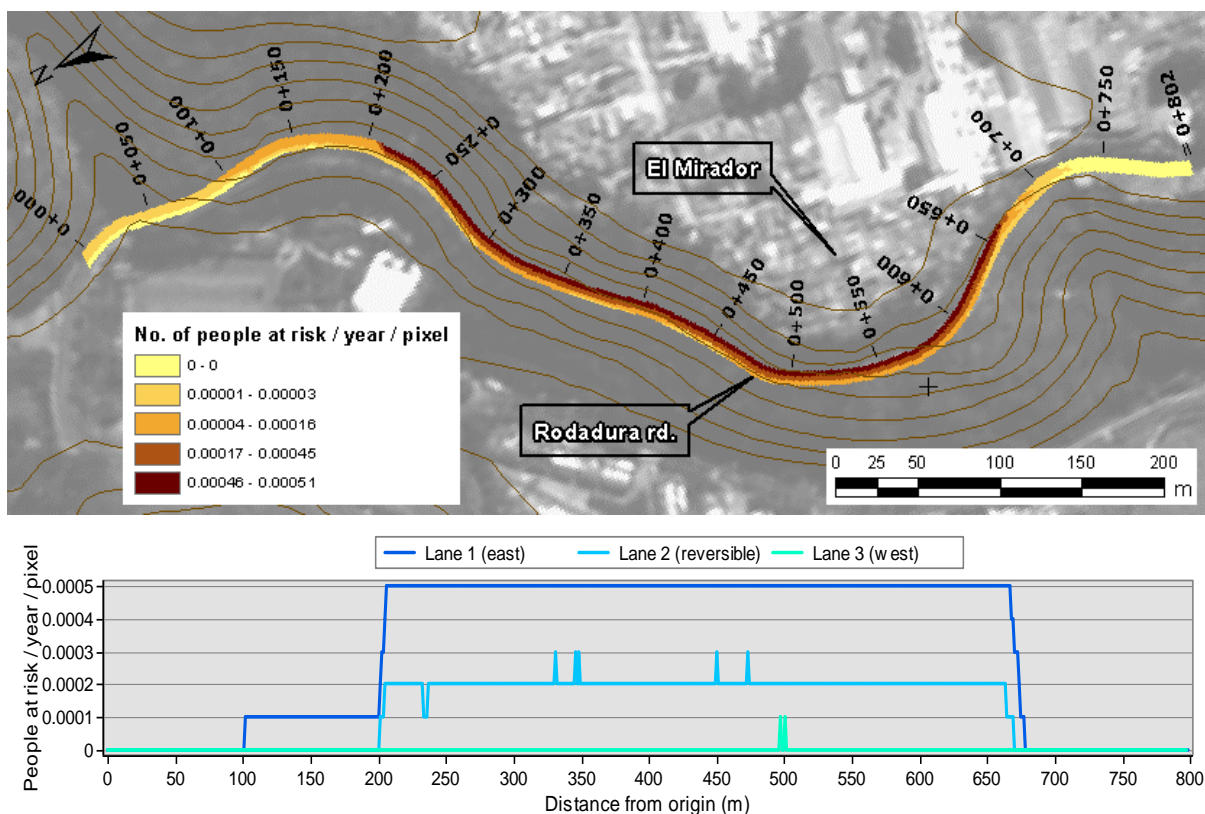 N
0+000
0+050
0+100
0+150
0+200
0+250
0+300
0+350
0+400
0+450
0+500
0+550
0+600
0+650
0+700
0+750
= 0+802
El Mirador
Rodadura rd.
No. of people at risk / year / pixel
0 - 0
0.00001 - 0.00003
0.00004 - 0.00016
0.00017 - 0.00045
0.00046 - 0.00051
0 25 50 100 150 200
m
Lane 1 (east) Lane 2 (reversible) Lane 3 (west)
People at risk / year / pixel
0.0005
0.0004
0.0003
0.0002
0.0001
0
0 50 100 150 200 250 300 350 400 450 500 550 600 650 700 750 800
Distance from origin (m)